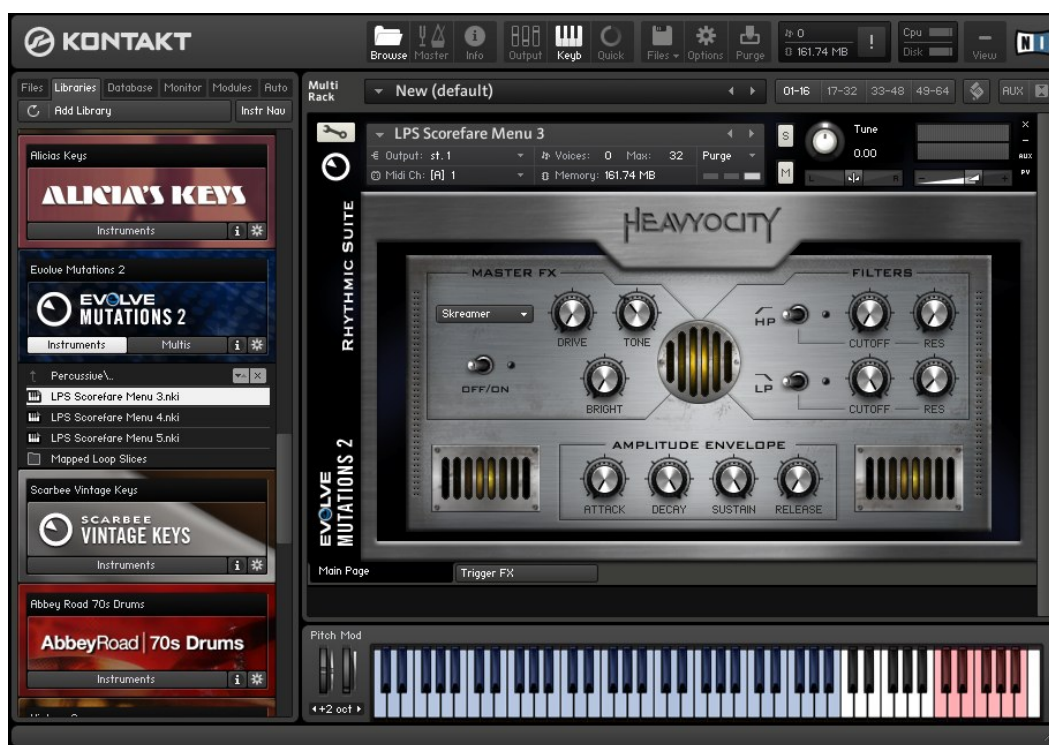 KONTAKT
Browse Master Info Output Keyb Quick Files Options Purge
0
161.74 MB
!
Cpu
Disk
View
NI
Files Libraries Database Monitor Modules Auto
Add Library Instr Nav
Alicias Keys
ALICIA'S KEYS
Instruments i
Evolve Mutations 2
EVOLVE
MUTATIONS 2
Instruments Multis i
Percussive\..
LPS Scorefare Menu 3.nki
LPS Scorefare Menu 4.nki
LPS Scorefare Menu 5.nki
Mapped Loop Slices
Scarbee Vintage Keys
SCARBEE
VINTAGE KEYS
Instruments i
Abbey Road 70s Drums
AbbeyRoad | 70s Drums
Instruments i
Multi
Rack
New (default)
01-16 17-32 33-48 49-64 AUX
LPS Scorefare Menu 3
Output: st.1 Voices: 0 Max: 32 Purge
Midi Ch: [A] 1 Memory: 161.74 MB
S
M
Tune
0.00
L R
- +
×
-
AUX
PV
RHYTHMIC SUITE
EVOLVE
MUTATIONS 2
HEAVYOCITY
MASTER FX
Skreamer
OFF/ON
DRIVE TONE
BRIGHT
FILTERS
HP
CUTOFF RES
LP
CUTOFF RES
AMPLITUDE ENVELOPE
ATTACK DECAY SUSTAIN RELEASE
Main Page Trigger FX
Pitch Mod
+2 oct